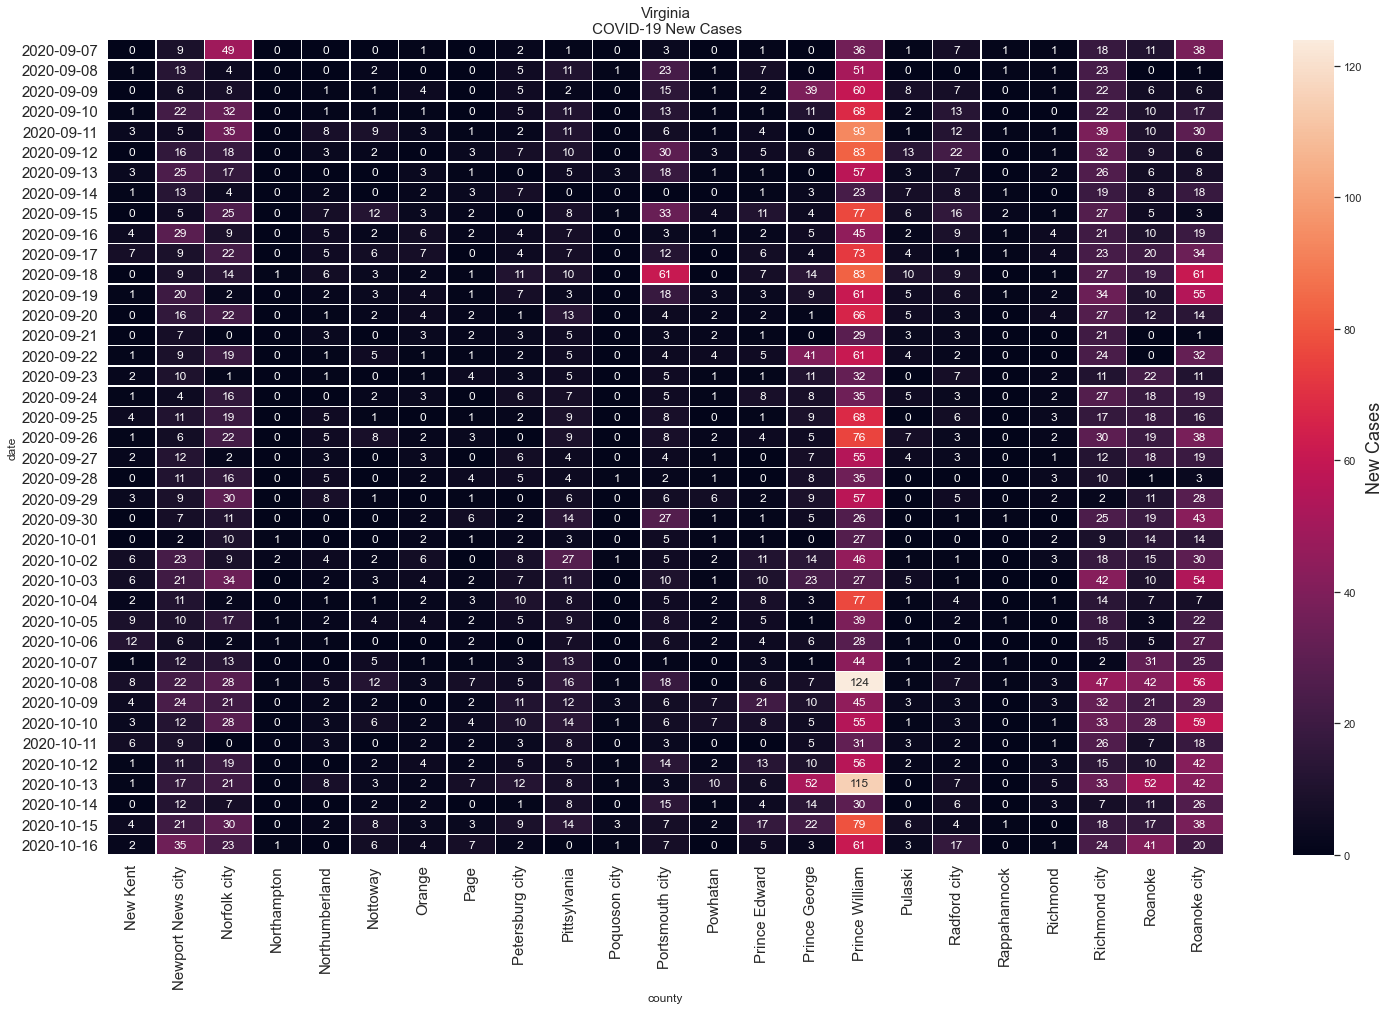 Virginia
COVID-19 New Cases
2020-09-07 0 9 49 0 0 0 1 0 2 1 0 3 0 1 0 36 1 7 1 1 18 11 38
2020-09-08 1 13 4 0 0 2 0 0 5 11 1 23 1 7 0 51 0 0 1 1 23 0 1
2020-09-09 0 6 8 0 1 1 4 0 5 2 0 15 1 2 39 60 8 7 0 1 22 6 6
2020-09-10 1 22 32 0 1 1 1 0 5 11 0 13 1 1 11 68 2 13 0 0 22 10 17
2020-09-11 3 5 35 0 8 9 3 1 2 11 0 6 1 4 0 93 1 12 1 1 39 10 30
2020-09-12 0 16 18 0 3 2 0 3 7 10 0 30 3 5 6 83 13 22 0 1 32 9 6
2020-09-13 3 25 17 0 0 0 3 1 0 5 3 18 1 1 0 57 3 7 0 2 26 6 8
2020-09-14 1 13 4 0 2 0 2 3 7 0 0 0 0 1 3 23 7 8 1 0 19 8 18
2020-09-15 0 5 25 0 7 12 3 2 0 8 1 33 4 11 4 77 6 16 2 1 27 5 3
2020-09-16 4 29 9 0 5 2 6 2 4 7 0 3 1 2 5 45 2 9 1 4 21 10 19
2020-09-17 7 9 22 0 5 6 7 0 4 7 0 12 0 6 4 73 4 1 1 4 23 20 34
2020-09-18 0 9 14 1 6 3 2 1 11 10 0 61 0 7 14 83 10 9 0 1 27 19 61
2020-09-19 1 20 2 0 2 3 4 1 7 3 0 18 3 3 9 61 5 6 1 2 34 10 55
2020-09-20 0 16 22 0 1 2 4 2 1 13 0 4 2 2 1 66 5 3 0 4 27 12 14
2020-09-21 0 7 0 0 3 0 3 2 3 5 0 3 2 1 0 29 3 3 0 0 21 0 1
2020-09-22 1 9 19 0 1 5 1 1 2 5 0 4 4 5 41 61 4 2 0 0 24 0 32
2020-09-23 2 10 1 0 1 0 1 4 3 5 0 5 1 1 11 32 0 7 0 2 11 22 11
2020-09-24 1 4 16 0 0 2 3 0 6 7 0 5 1 8 8 35 5 3 0 2 27 18 19
2020-09-25 4 11 19 0 5 1 0 1 2 9 0 8 0 1 9 68 0 6 0 3 17 18 16
2020-09-26 1 6 22 0 5 8 2 3 0 9 0 8 2 4 5 76 7 3 0 2 30 19 38
2020-09-27 2 12 2 0 3 0 3 0 6 4 0 4 1 0 7 55 4 3 0 1 12 18 19
2020-09-28 0 11 16 0 5 0 2 4 5 4 1 2 1 0 8 35 0 0 0 3 10 1 3
2020-09-29 3 9 30 0 8 1 0 1 0 6 0 6 6 2 9 57 0 5 0 2 2 11 28
2020-09-30 0 7 11 0 0 0 2 6 2 14 0 27 1 1 5 26 0 1 1 0 25 19 43
2020-10-01 0 2 10 1 0 0 2 1 2 3 0 5 1 1 0 27 0 0 0 2 9 14 14
2020-10-02 6 23 9 2 4 2 6 0 8 27 1 5 2 11 14 46 1 1 0 3 18 15 30
2020-10-03 6 21 34 0 2 3 4 2 7 11 0 10 1 10 23 27 5 1 0 0 42 10 54
2020-10-04 2 11 2 0 1 1 2 3 10 8 0 5 2 8 3 77 1 4 0 1 14 7 7
2020-10-05 9 10 17 1 2 4 4 2 5 9 0 8 2 5 1 39 0 2 1 0 18 3 22
2020-10-06 12 6 2 1 1 0 0 2 0 7 0 6 2 4 6 28 1 0 0 0 15 5 27
2020-10-07 1 12 13 0 0 5 1 1 3 13 0 1 0 3 1 44 1 2 1 0 2 31 25
2020-10-08 8 22 28 1 5 12 3 7 5 16 1 18 0 6 7 124 1 7 1 3 47 42 56
2020-10-09 4 24 21 0 2 2 0 2 11 12 3 6 7 21 10 45 3 3 0 3 32 21 29
2020-10-10 3 12 28 0 3 6 2 4 10 14 1 6 7 8 5 55 1 3 0 1 33 28 59
2020-10-11 6 9 0 0 3 0 2 2 3 8 0 3 0 0 5 31 3 2 0 1 26 7 18
2020-10-12 1 11 19 0 0 2 4 2 5 5 1 14 2 13 10 56 2 2 0 3 15 10 42
2020-10-13 1 17 21 0 8 3 2 7 12 8 1 3 10 6 52 115 0 7 0 5 33 52 42
2020-10-14 0 12 7 0 0 2 2 0 1 8 0 15 1 4 14 30 0 6 0 3 7 11 26
2020-10-15 4 21 30 0 2 8 3 3 9 14 3 7 2 17 22 79 6 4 1 0 18 17 38
2020-10-16 2 35 23 1 0 6 4 7 2 0 1 7 0 5 3 61 3 17 0 1 24 41 20
date
New Kent
Newport News city
Norfolk city
Northampton
Northumberland
Nottoway
Orange
Page
Petersburg city
Pittsylvania
Poquoson city
Portsmouth city
Powhatan
Prince Edward
Prince George
Prince William
Pulaski
Radford city
Rappahannock
Richmond
Richmond city
Roanoke
Roanoke city
county
120
100
80
60
40
20
0
New Cases